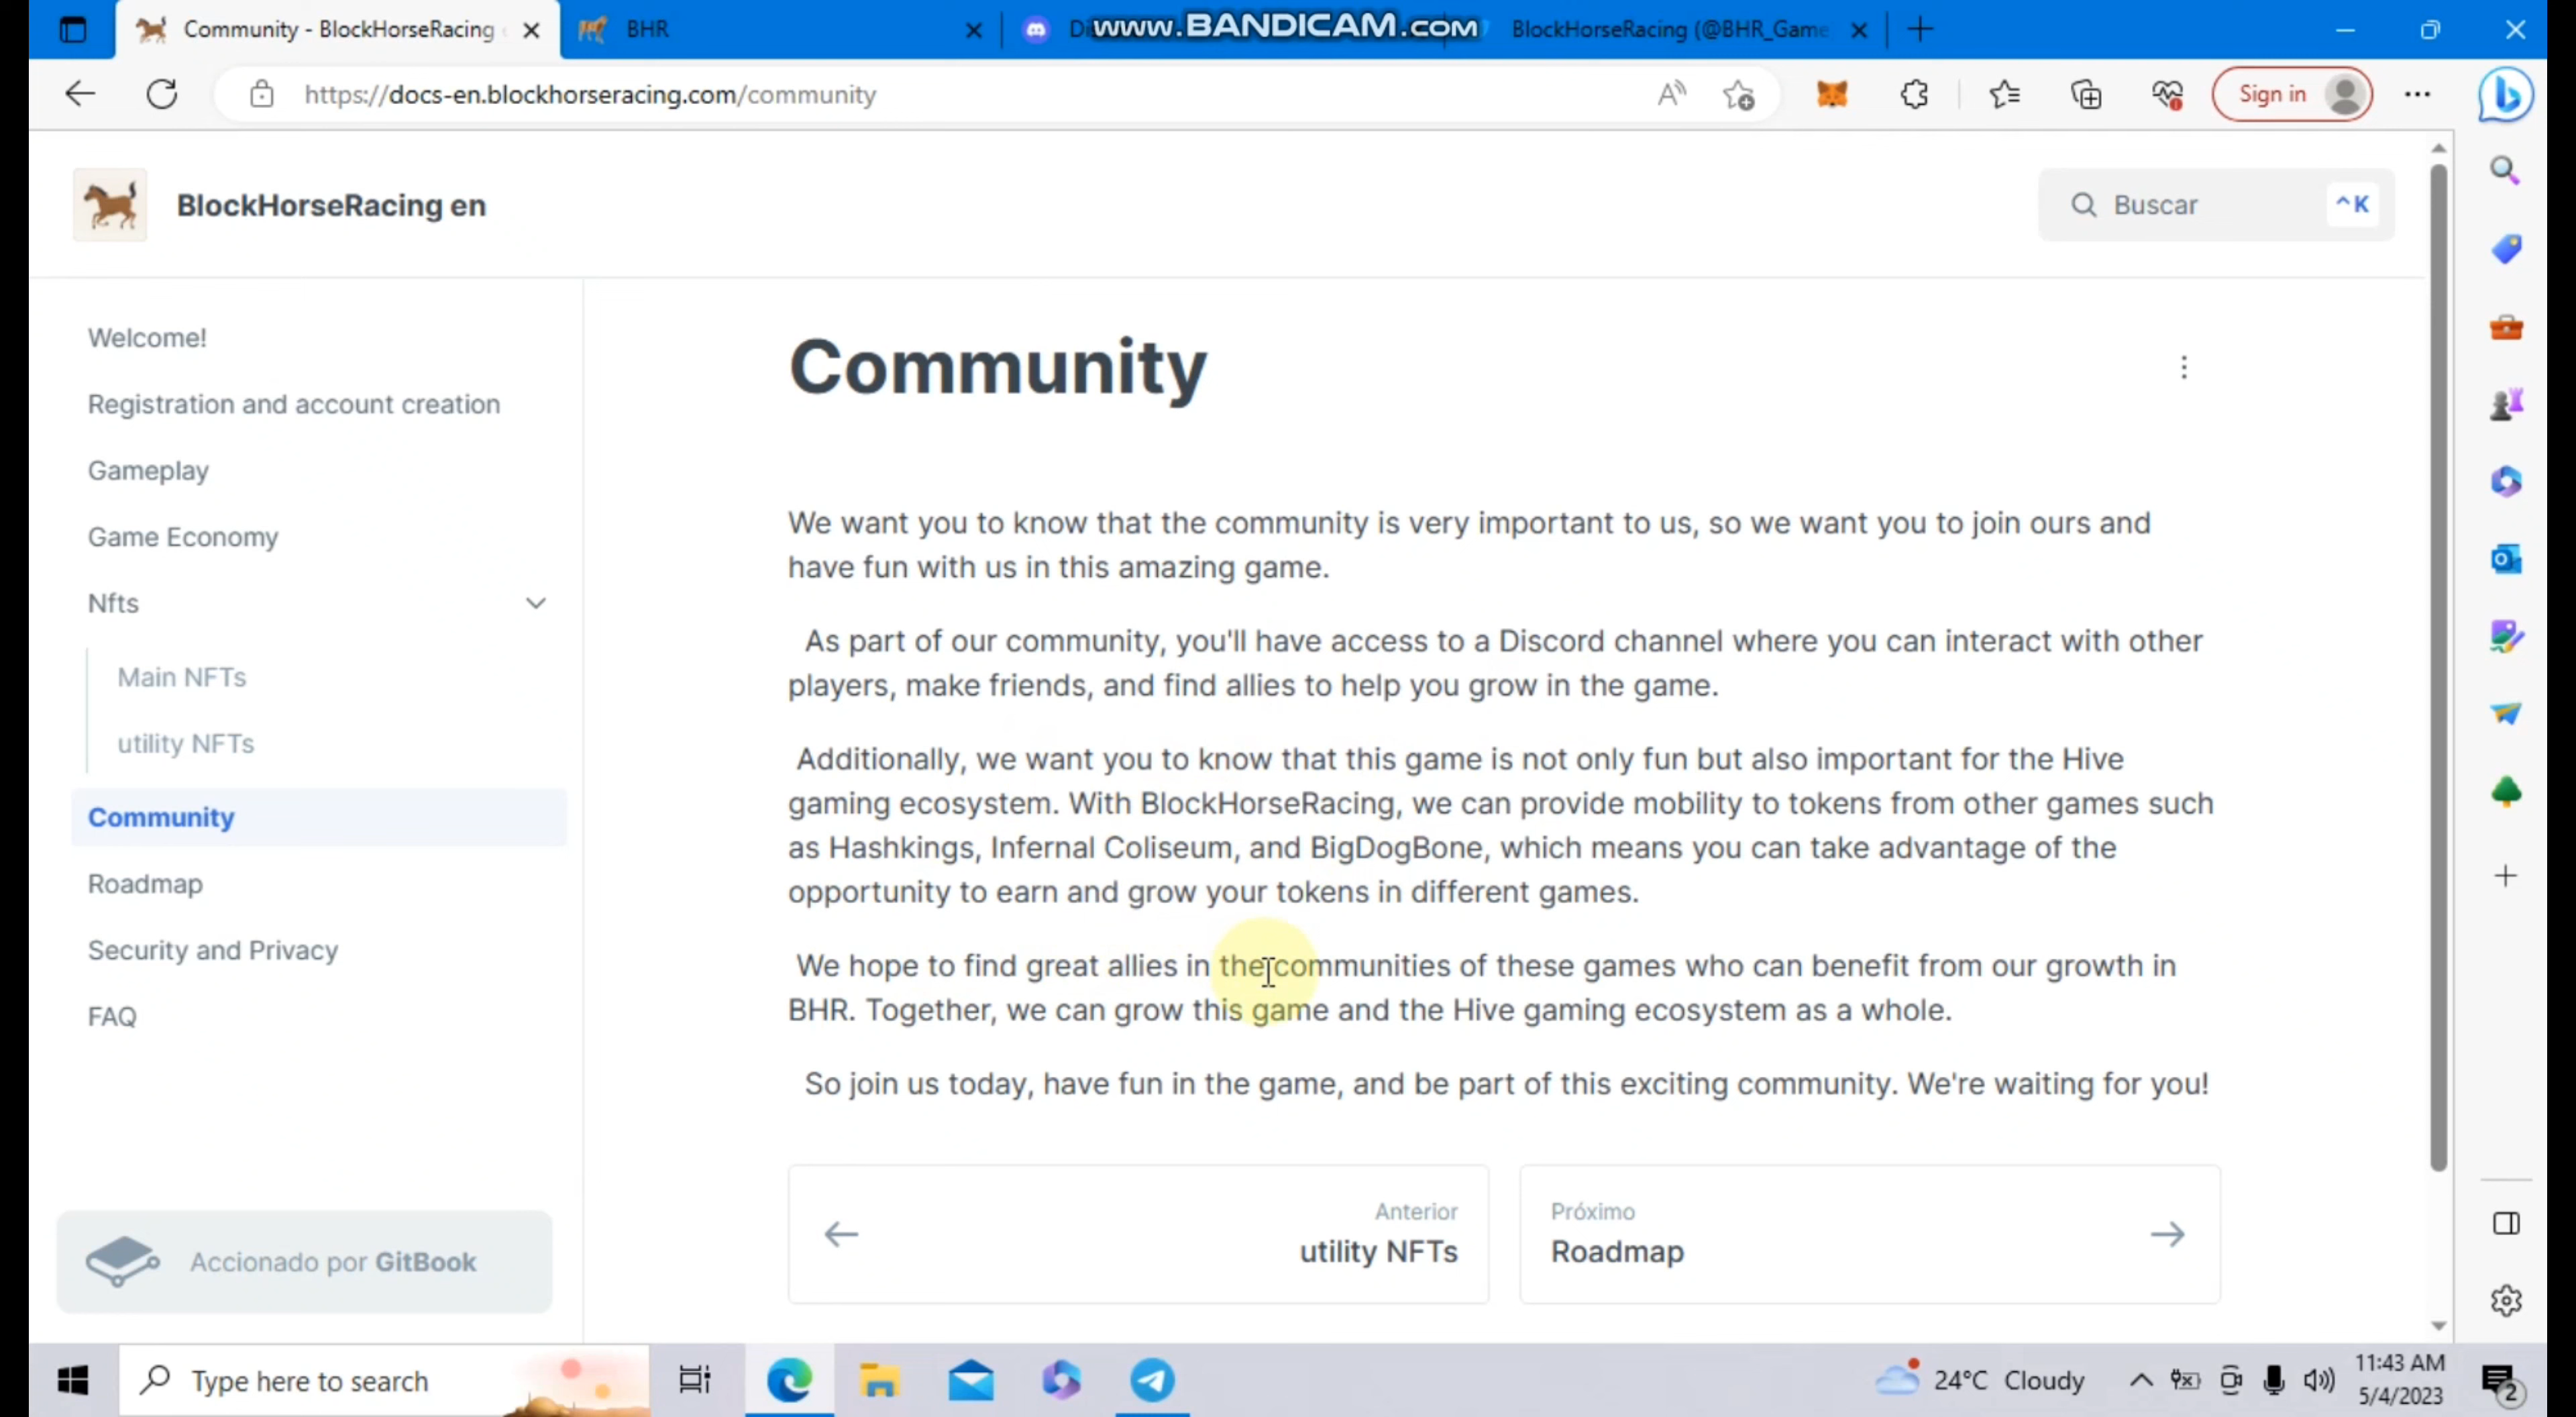 Community - BlockHorseRacing
BHR
Di
www.BANDICAM.com
BlockHorseRacing (@BHR_Game
https://docs-en.blockhorseracing.com/community
Sign in
BlockHorseRacing en
Buscar
^K
Welcome!
Registration and account creation
Gameplay
Game Economy
Nfts
Main NFTs
utility NFTs
Community
Roadmap
Security and Privacy
FAQ
Accionado por GitBook
Community
We want you to know that the community is very important to us, so we want you to join ours and
have fun with us in this amazing game.
As part of our community, you'll have access to a Discord channel where you can interact with other
players, make friends, and find allies to help you grow in the game.
Additionally, we want you to know that this game is not only fun but also important for the Hive
gaming ecosystem. With BlockHorseRacing, we can provide mobility to tokens from other games such
as Hashkings, Infernal Coliseum, and BigDogBone, which means you can take advantage of the
opportunity to earn and grow your tokens in different games.
We hope to find great allies in the communities of these games who can benefit from our growth in
BHR. Together, we can grow this game and the Hive gaming ecosystem as a whole.
So join us today, have fun in the game, and be part of this exciting community. We're waiting for you!
Anterior
utility NFTs
Próximo
Roadmap
Type here to search
24°C Cloudy
11:43 AM
5/4/2023
2